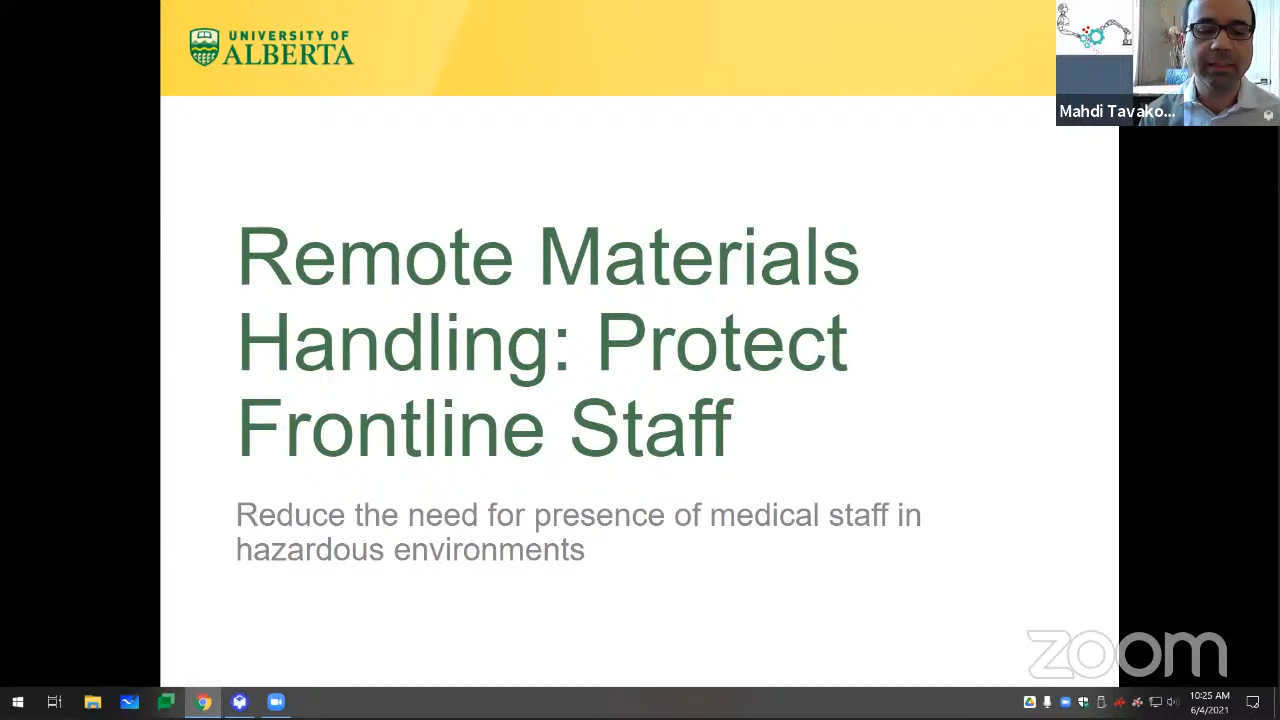 UNIVERSITY OF
ALBERTA
Mahdi Tavako...
Remote Materials
Handling: Protect
Frontline Staff
Reduce the need for presence of medical staff in
hazardous environments
zoom
10:25 AM
6/4/2021